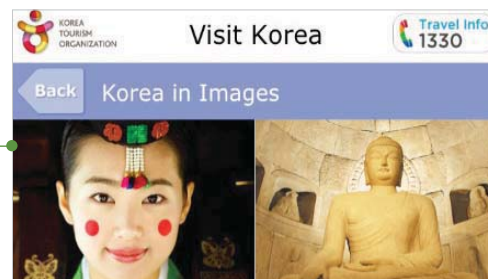 KOREA
TOURISM
ORGANIZATION
Visit Korea
Travel Info
1330
Back
Korea in Images